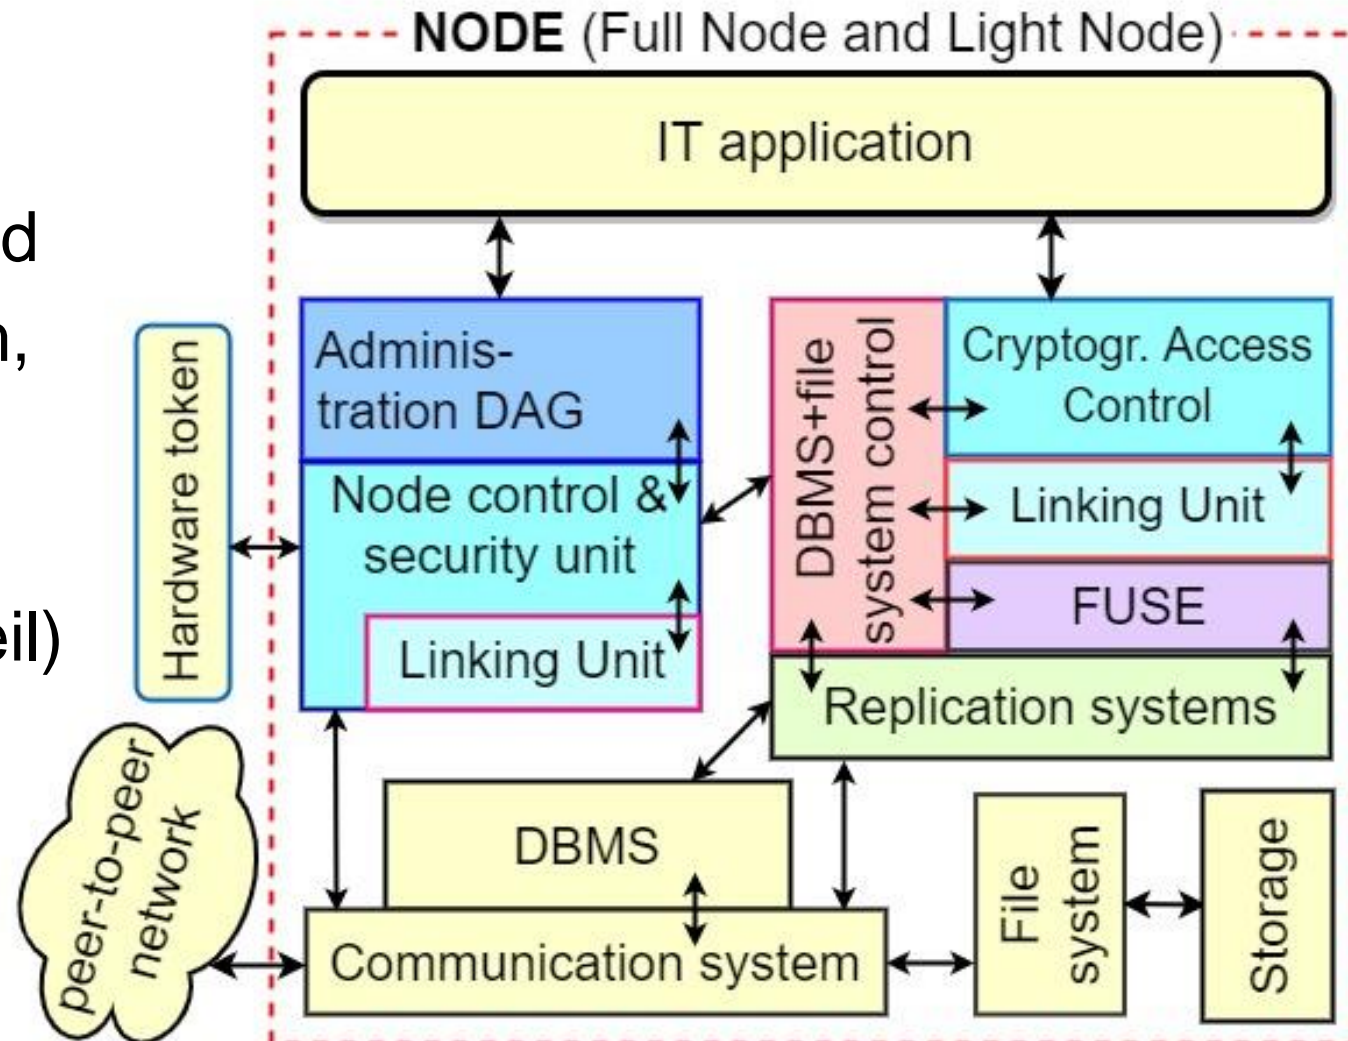 NODE (Full Node and Light Node)
IT application
d
n,
eil)
Hardware token
Adminis-
tration DAG
Node control &
security unit
Linking Unit
DBMS+file
system control
Cryptogr. Access
Control
Linking Unit
FUSE
Replication systems
peer-to-peer
network
DBMS
Communication system
File
system
Storage